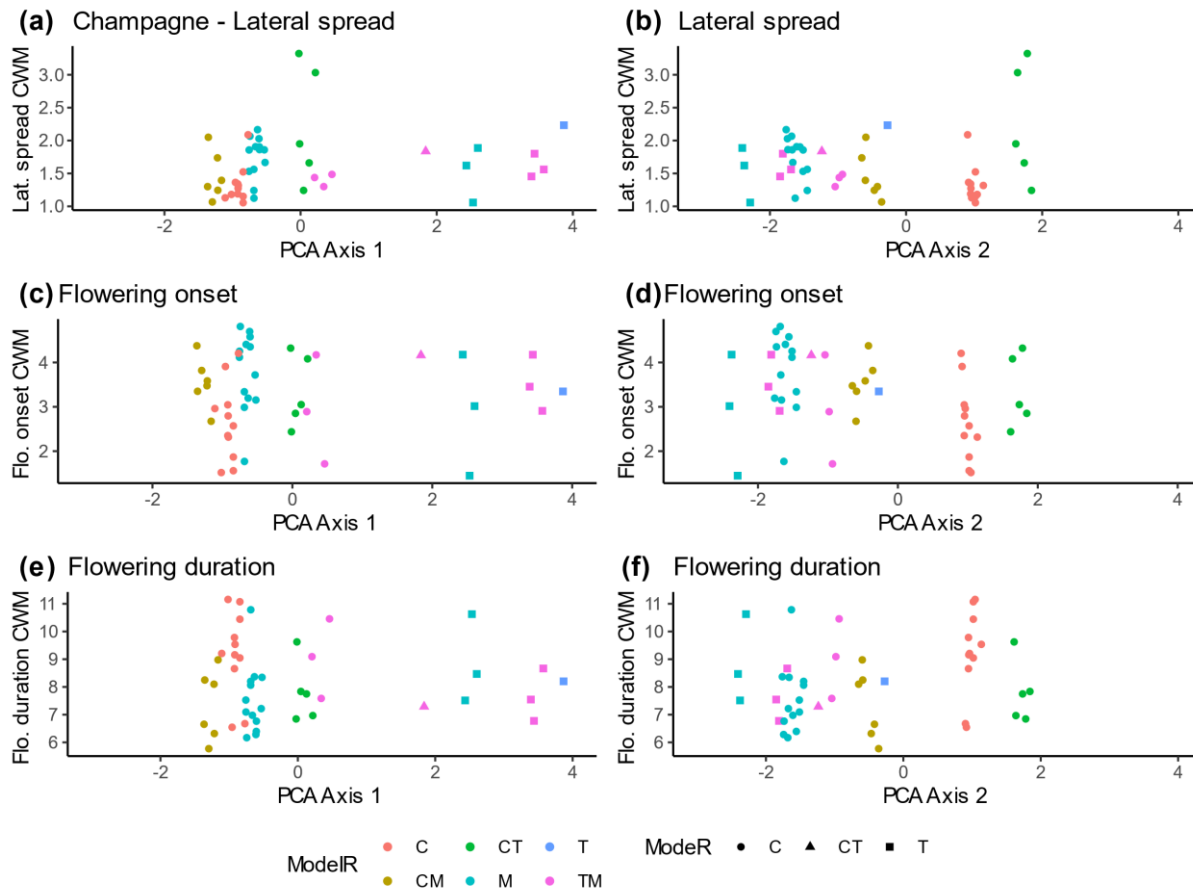 (a) Champagne - Lateral spread
Lat. spread CWM
3.0
2.5
2.0
1.5
1.0
-2 0 2 4
PCA Axis 1
(b) Lateral spread
Lat. spread CWM
3.0
2.5
2.0
1.5
1.0
-2 0 2 4
PCA Axis 2
(c) Flowering onset
Flo. onset CWM
4
3
2
-2 0 2 4
PCA Axis 1
(d) Flowering onset
Flo. onset CWM
4
3
2
-2 0 2 4
PCA Axis 2
(e) Flowering duration
Flo. duration CWM
11
10
9
8
7
6
-2 0 2 4
PCA Axis 1
(f) Flowering duration
Flo. duration CWM
11
10
9
8
7
6
-2 0 2 4
PCA Axis 2
ModelR
C CT T
CM M TM
ModeR C CT T